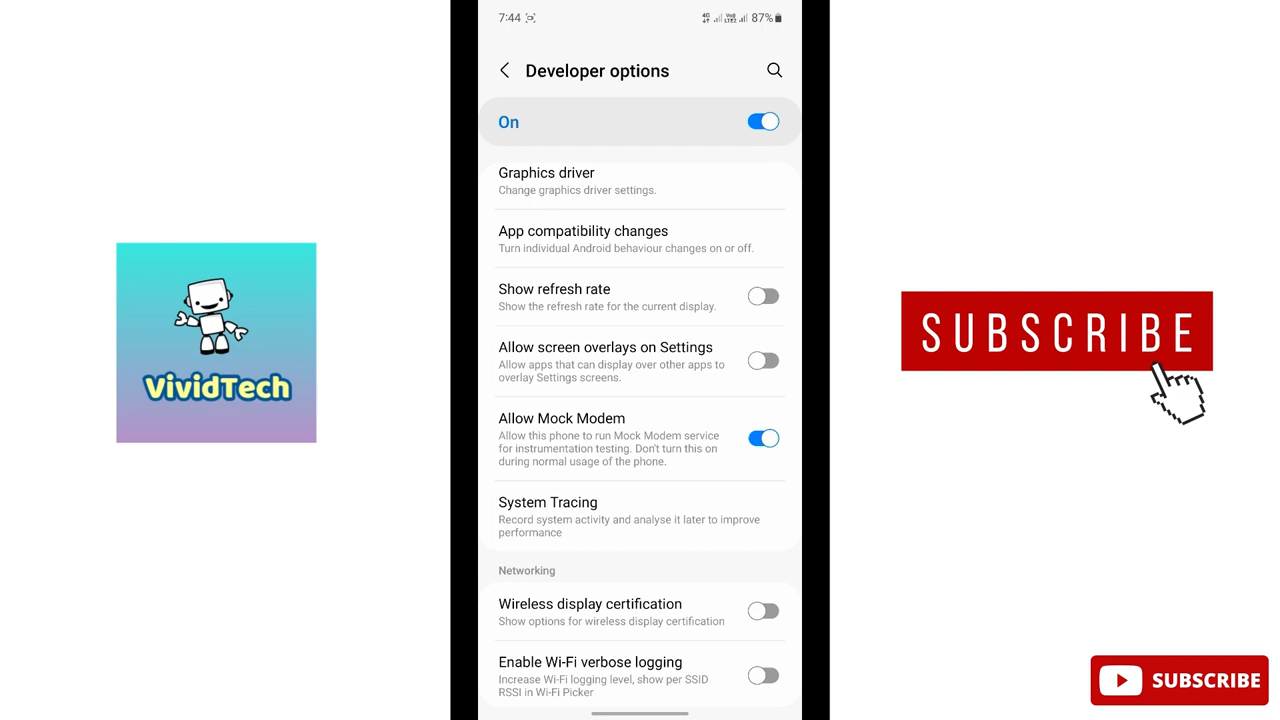 7:44
4G
VoB
LTE2
87%
Developer options
On
Graphics driver
Change graphics driver settings.
App compatibility changes
Turn individual Android behaviour changes on or off.
Show refresh rate
Show the refresh rate for the current display.
Allow screen overlays on Settings
Allow apps that can display over other apps to
overlay Settings screens.
Allow Mock Modem
Allow this phone to run Mock Modem service
for instrumentation testing. Don't turn this on
during normal usage of the phone.
System Tracing
Record system activity and analyse it later to improve
performance
Networking
Wireless display certification
Show options for wireless display certification
Enable Wi-Fi verbose logging
Increase Wi-Fi logging level, show per SSID
RSSI in Wi-Fi Picker
VividTech
SUBSCRIBE
SUBSCRIBE